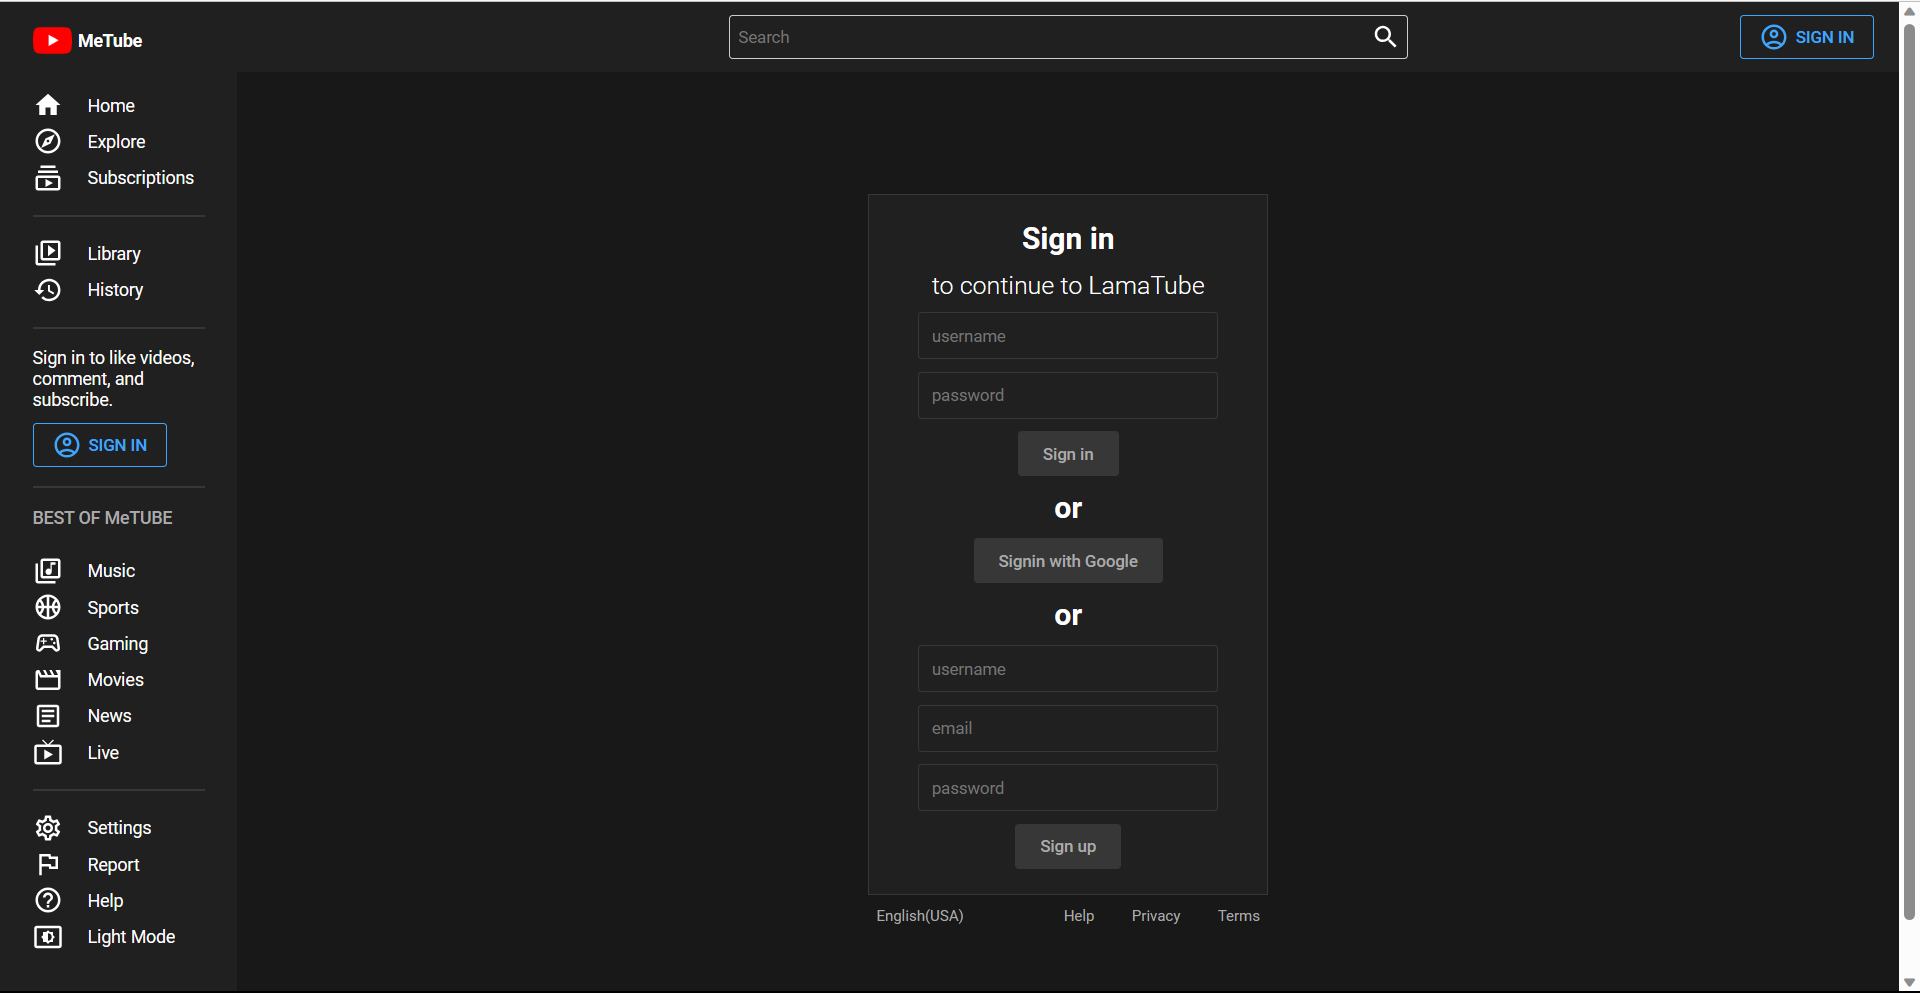 MeTube
Search
SIGN IN
Home
Explore
Subscriptions
Library
History
Sign in to like videos,
comment, and
subscribe.
SIGN IN
BEST OF MeTUBE
Music
Sports
Gaming
Movies
News
Live
Settings
Report
Help
Light Mode
Sign in
to continue to LamaTube
username
password
Sign in
or
Signin with Google
or
username
email
password
Sign up
English(USA) Help Privacy Terms